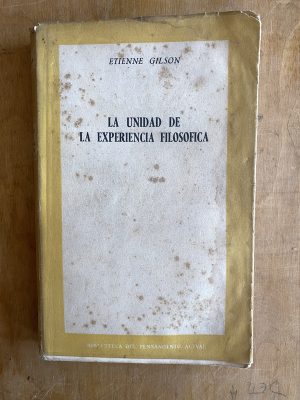 ETIENNE GILSON
LA UNIDAD DE
LA EXPERIENCIA FILOSOFICA
BIBLIOTECA DEL PENSAMIENTO ACTUAL